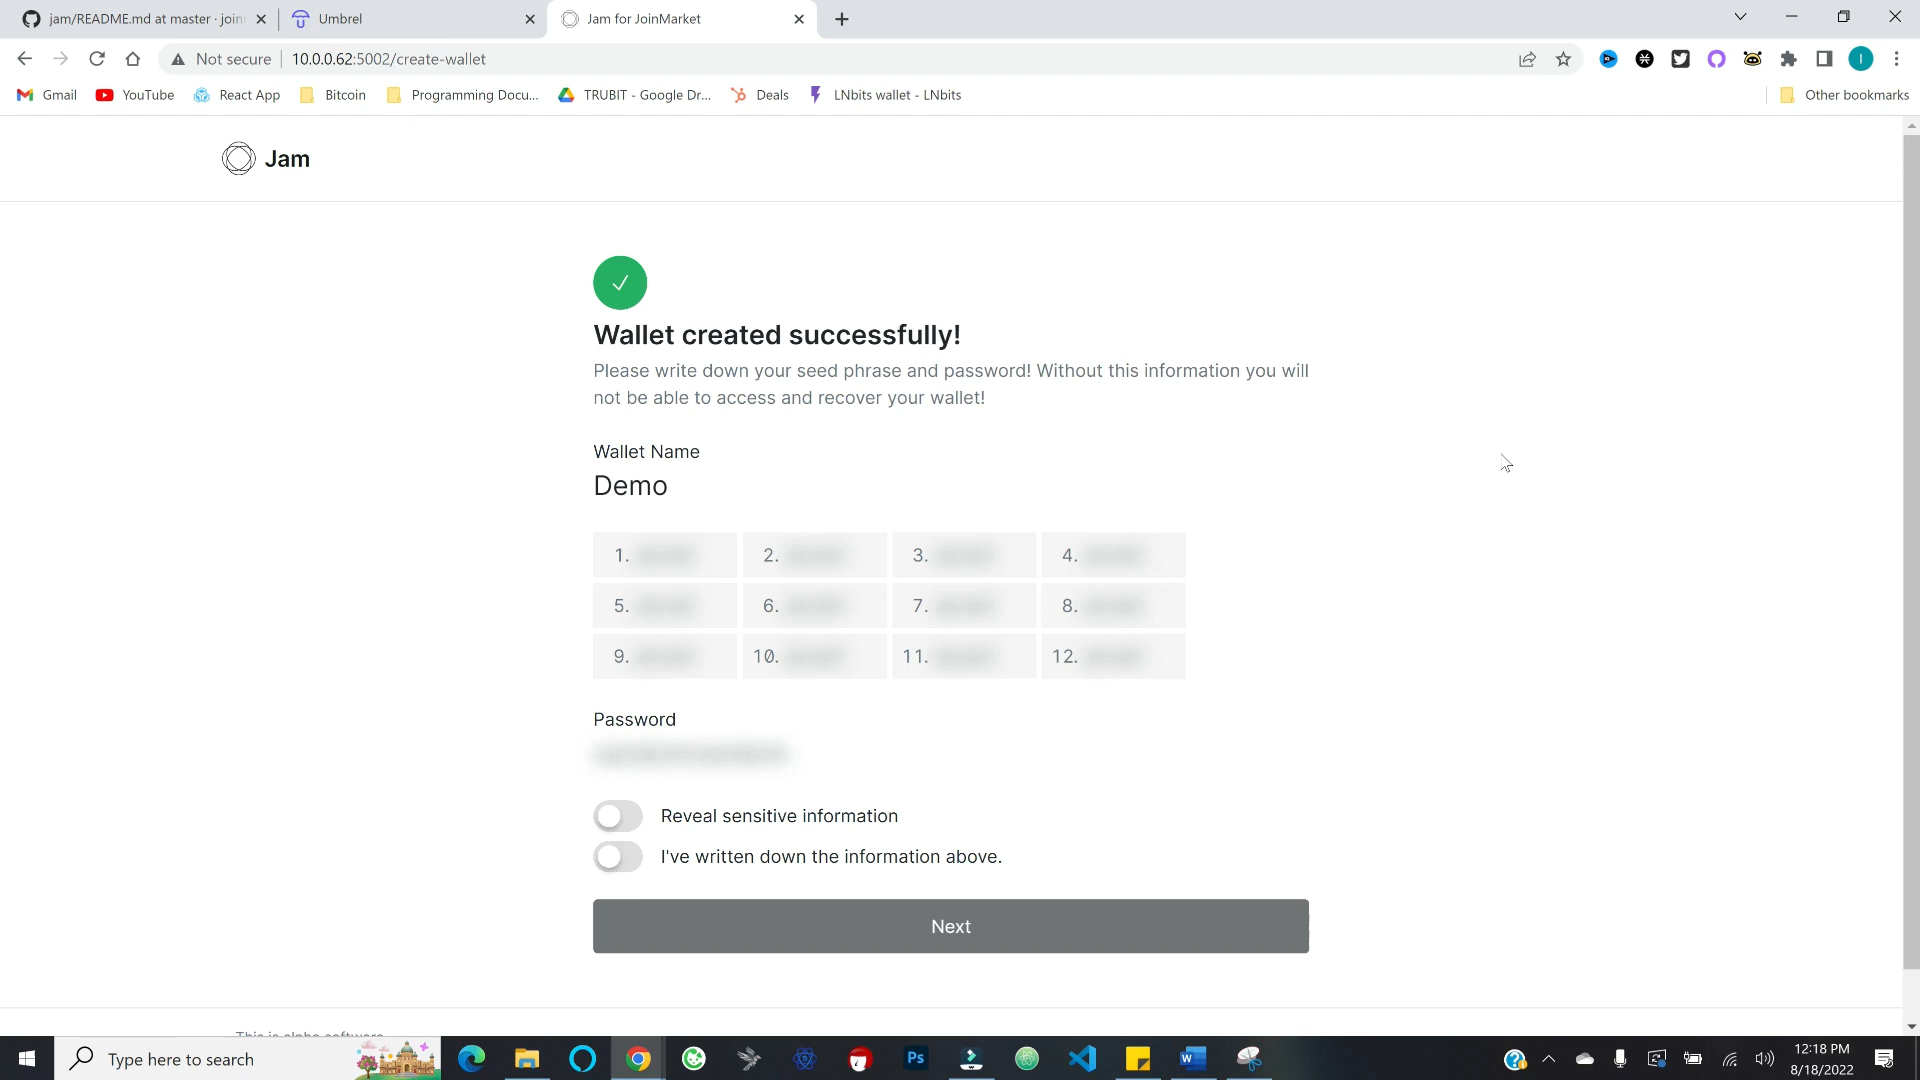 jam/README.md at master · join
Umbrel
Jam for JoinMarket
Not secure
10.0.0.62:5002/create-wallet
Gmail
YouTube
React App
Bitcoin
Programming Docu...
TRUBIT - Google Dr...
Deals
LNbits wallet - LNbits
Other bookmarks
Jam
Wallet created successfully!
Please write down your seed phrase and password! Without this information you will
not be able to access and recover your wallet!
Wallet Name
Demo
1. 2. 3. 4.
5. 6. 7. 8.
9. 10. 11. 12.
Password
Reveal sensitive information
I've written down the information above.
Next
This is alpha software.
Type here to search
Ps
12:18 PM
8/18/2022